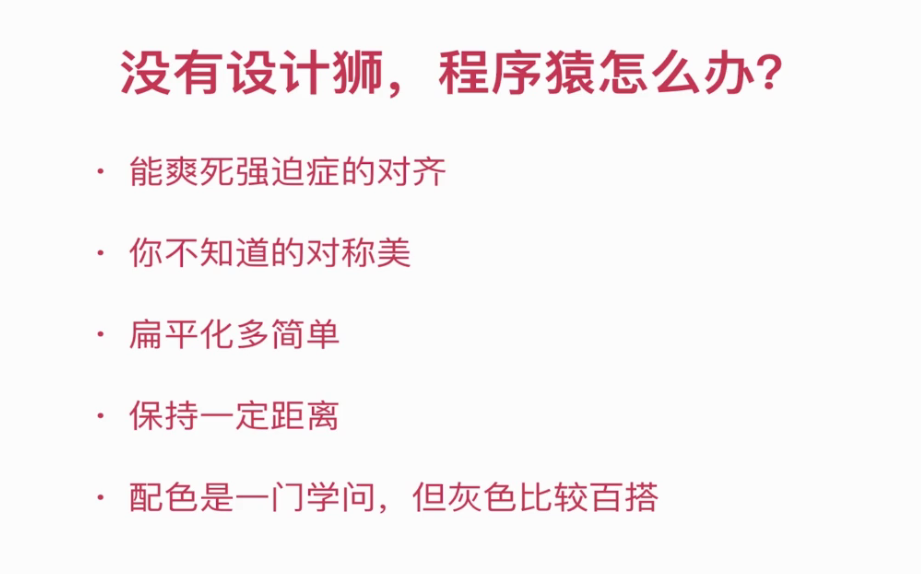 没有设计狮，程序猿怎么办？
· 能爽死强迫症的对齐
· 你不知道的对称美
· 扁平化多简单
· 保持一定距离
· 配色是一门学问，但灰色比较百搭